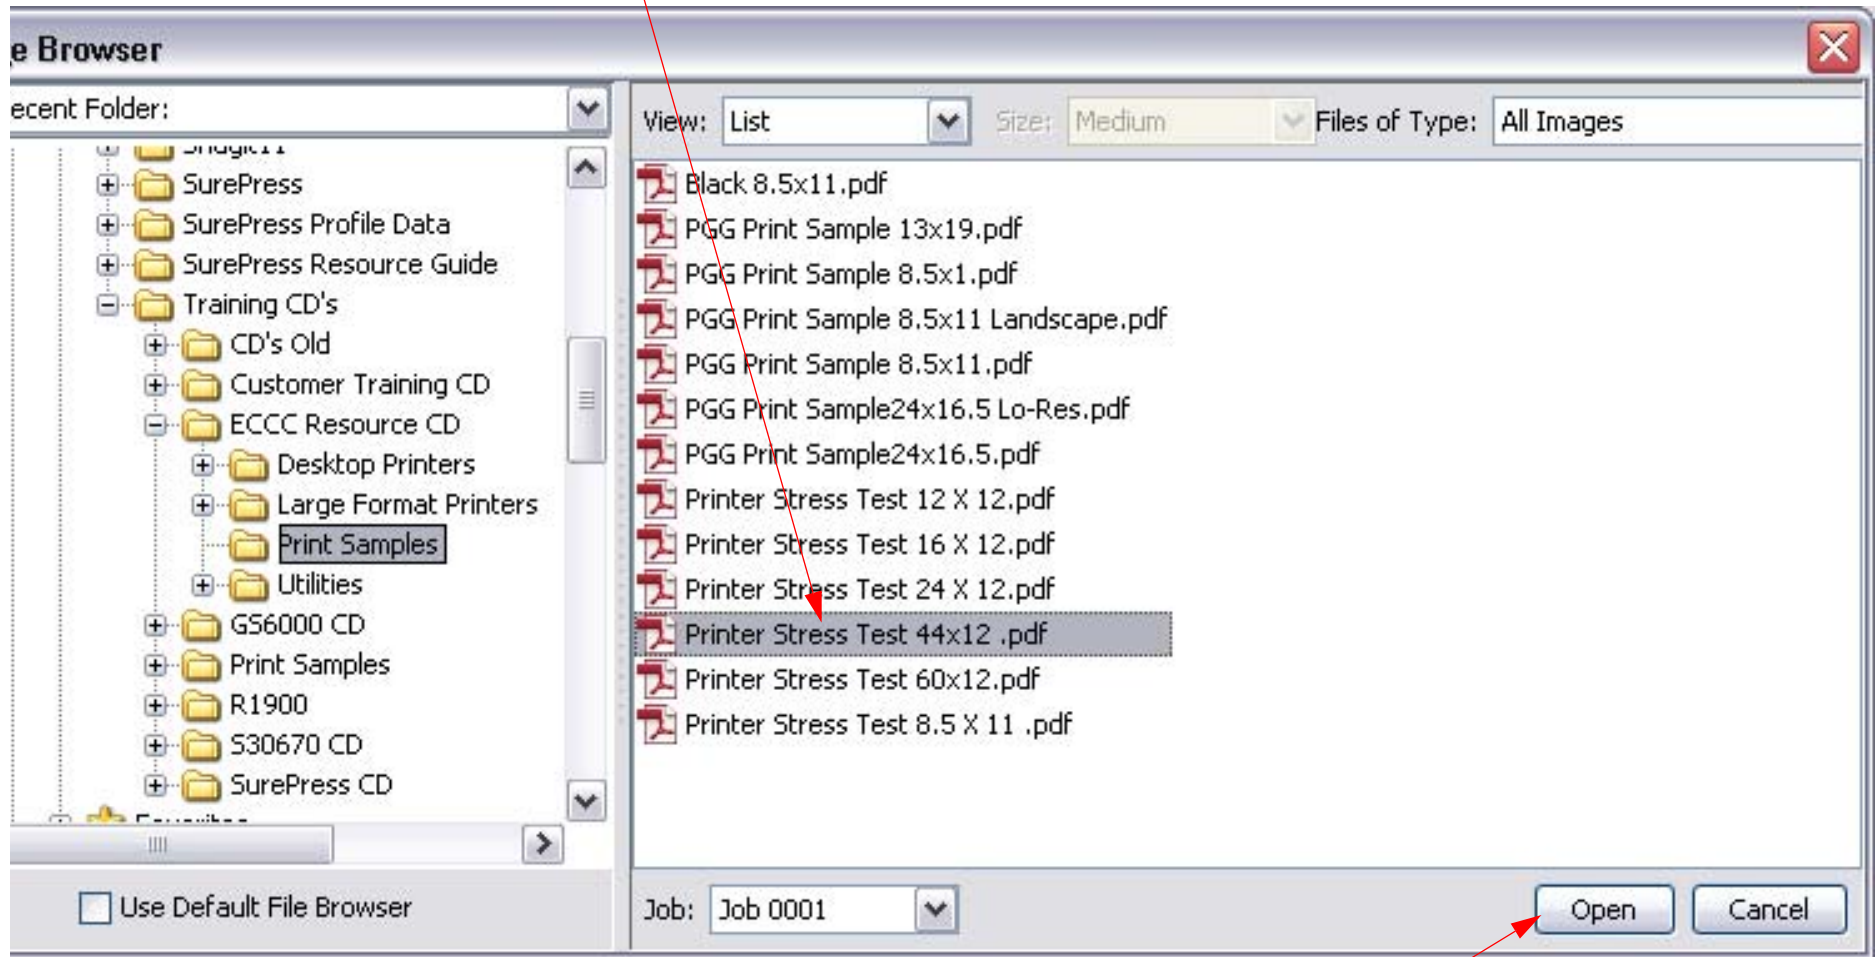 e Browser
ecent Folder:
SnagIt11
SurePress
SurePress Profile Data
SurePress Resource Guide
Training CD's
CD's Old
Customer Training CD
ECCC Resource CD
Desktop Printers
Large Format Printers
Print Samples
Utilities
GS6000 CD
Print Samples
R1900
S30670 CD
SurePress CD
Favorites
Use Default File Browser
View: List Size: Medium Files of Type: All Images
Black 8.5x11.pdf
PGG Print Sample 13x19.pdf
PGG Print Sample 8.5x1.pdf
PGG Print Sample 8.5x11 Landscape.pdf
PGG Print Sample 8.5x11.pdf
PGG Print Sample24x16.5 Lo-Res.pdf
PGG Print Sample24x16.5.pdf
Printer Stress Test 12 X 12.pdf
Printer Stress Test 16 X 12.pdf
Printer Stress Test 24 X 12.pdf
Printer Stress Test 44x12 .pdf
Printer Stress Test 60x12.pdf
Printer Stress Test 8.5 X 11 .pdf
Job: Job 0001 Open Cancel